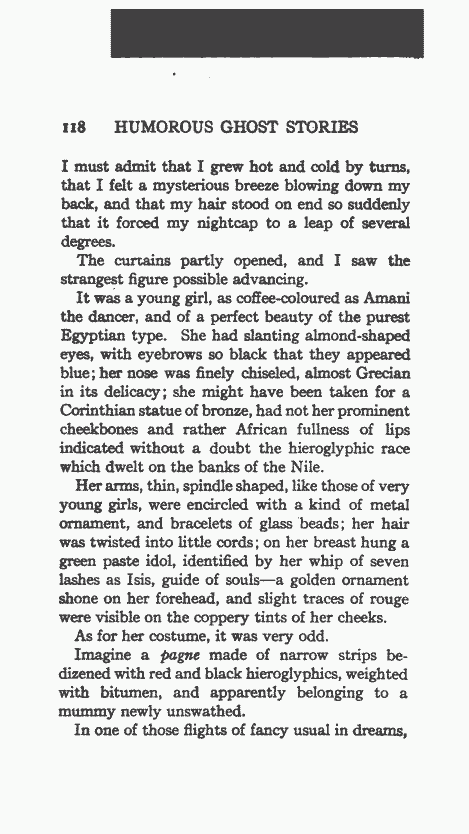 118 HUMOROUS GHOST STORIES
I must admit that I grew hot and cold by turns,
that I felt a mysterious breeze blowing down my
back, and that my hair stood on end so suddenly
that it forced my nightcap to a leap of several
degrees.
The curtains partly opened, and I saw the
strangest figure possible advancing.
It was a young girl, as coffee-coloured as Amani
the dancer, and of a perfect beauty of the purest
Egyptian type. She had slanting almond-shaped
eyes, with eyebrows so black that they appeared
blue; her nose was finely chiseled, almost Grecian
in its delicacy; she might have been taken for a
Corinthian statue of bronze, had not her prominent
cheekbones and rather African fullness of lips
indicated without a doubt the hieroglyphic race
which dwelt on the banks of the Nile.
Her arms, thin, spindle shaped, like those of very
young girls, were encircled with a kind of metal
ornament, and bracelets of glass beads; her hair
was twisted into little cords; on her breast hung a
green paste idol, identified by her whip of seven
lashes as Isis, guide of souls—a golden ornament
shone on her forehead, and slight traces of rouge
were visible on the coppery tints of her cheeks.
As for her costume, it was very odd.
Imagine a pagne made of narrow strips be-
dizened with red and black hieroglyphics, weighted
with bitumen, and apparently belonging to a
mummy newly unswathed.
In one of those flights of fancy usual in dreams,